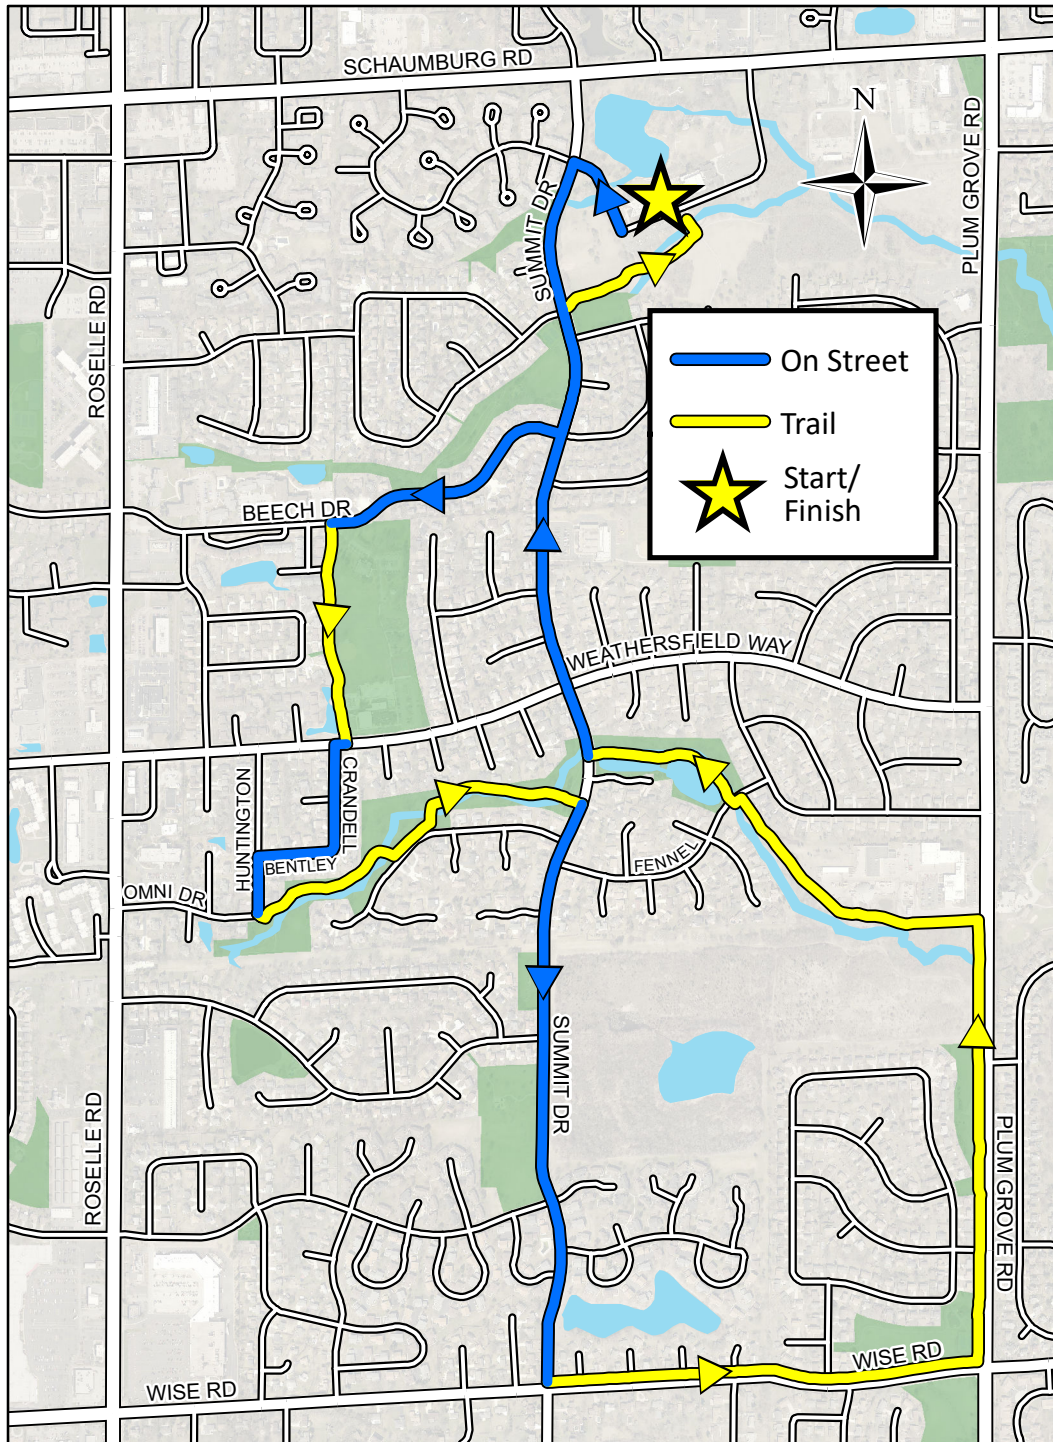 SCHAUMBURG RD
N
PLUM GROVE RD
SUMMIT DR
ROSELLE RD
On Street
Trail
Start/
Finish
BEECH DR
WEATHERSFIELD WAY
HUNTINGTON
CRANDELL
BENTLEY
FENNEL
OMNI DR
SUMMIT DR
ROSELLE RD
PLUM GROVE RD
WISE RD
WISE RD